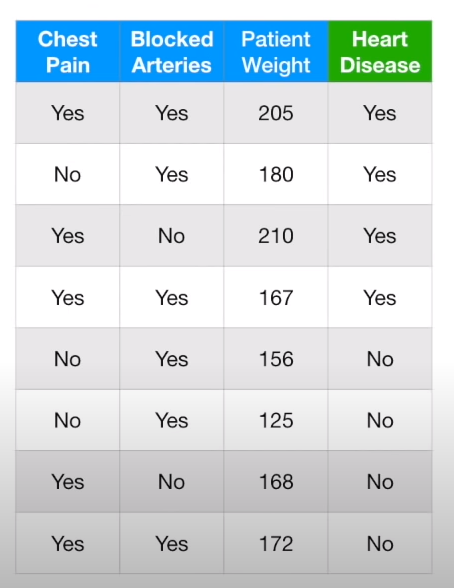 Chest Pain Blocked Arteries Patient Weight Heart Disease
Yes Yes 205 Yes
No Yes 180 Yes
Yes No 210 Yes
Yes Yes 167 Yes
No Yes 156 No
No Yes 125 No
Yes No 168 No
Yes Yes 172 No